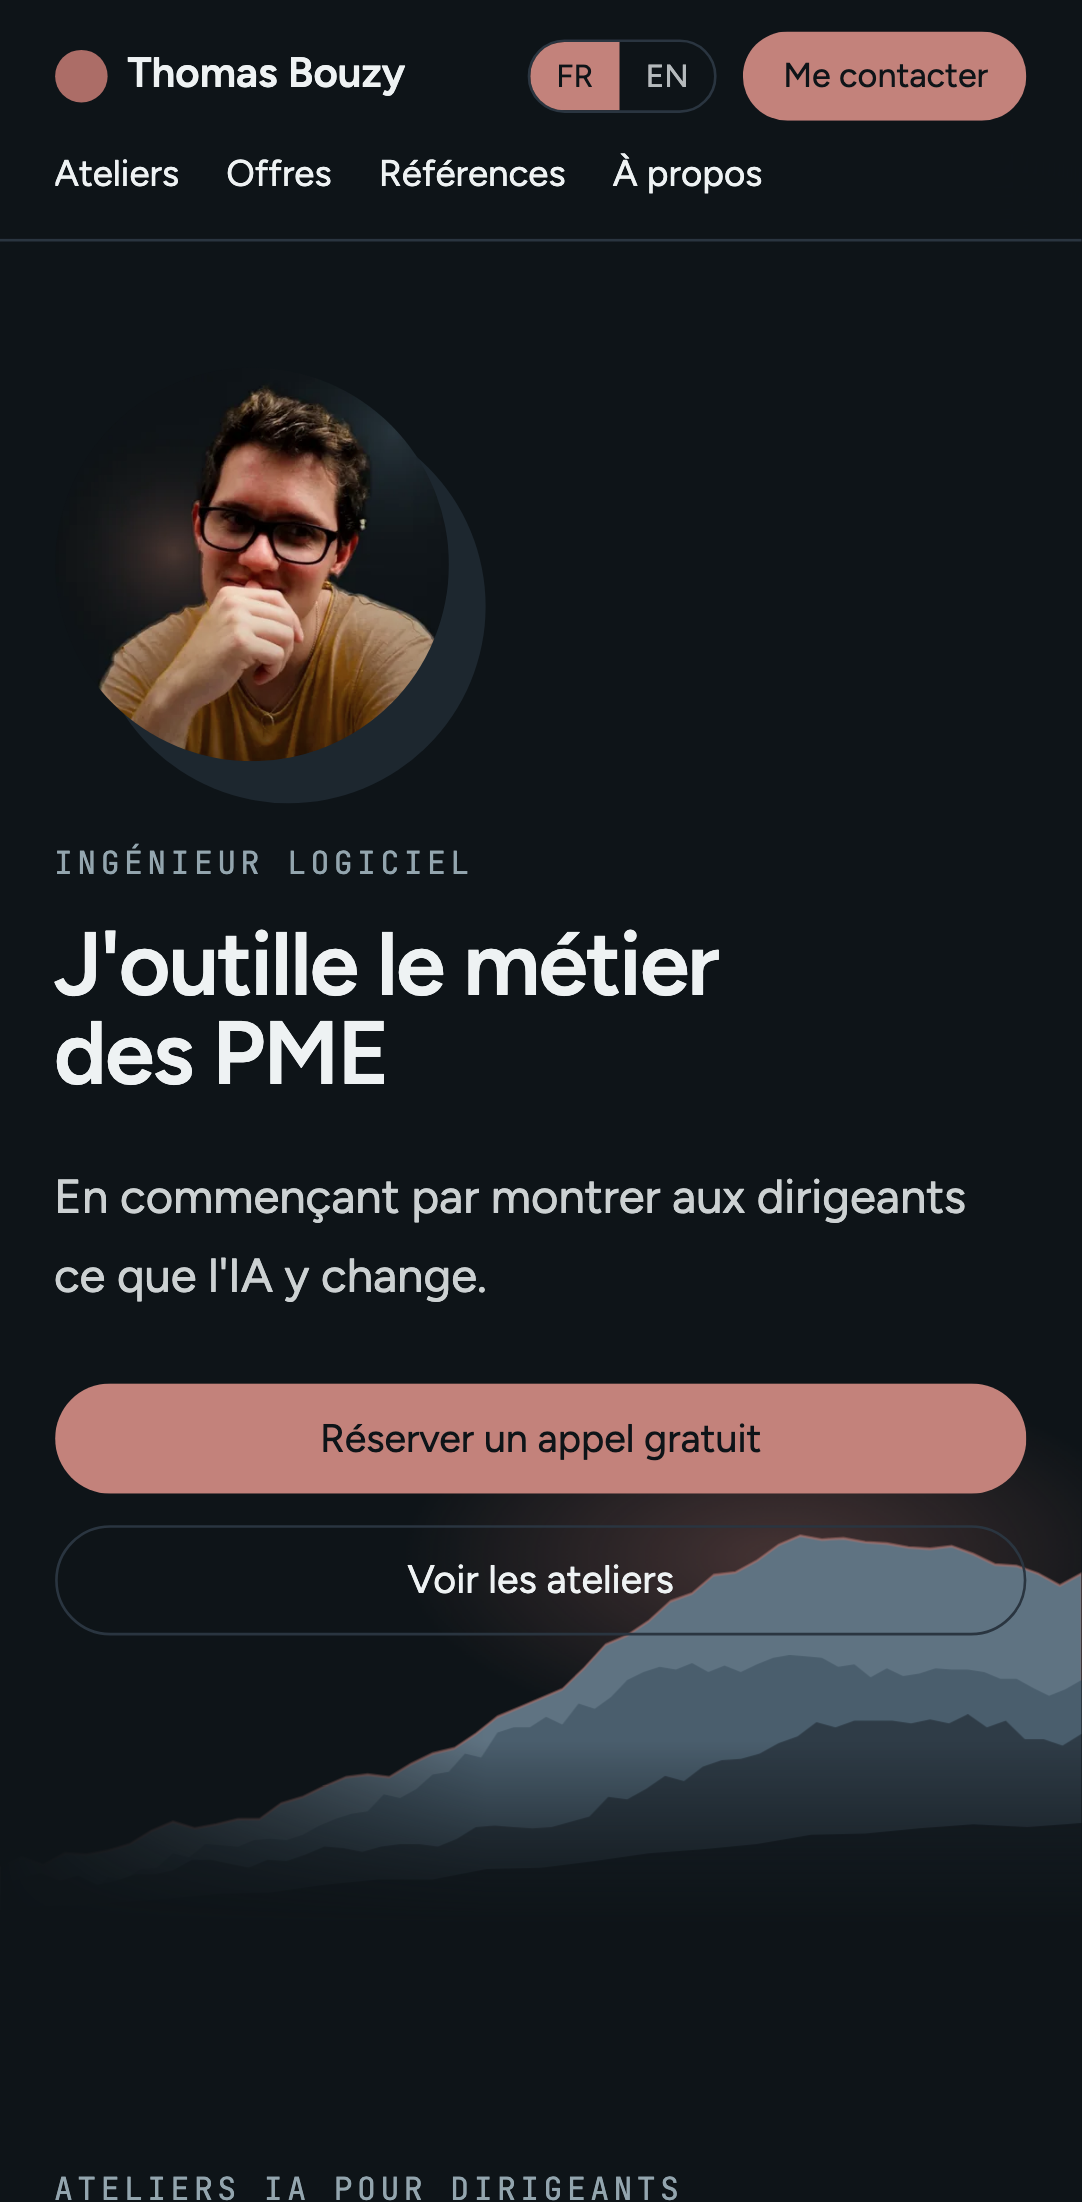 Thomas Bouzy
FR EN
Me contacter
Ateliers Offres Références À propos
INGÉNIEUR LOGICIEL
J'outille le métier
des PME
En commençant par montrer aux dirigeants
ce que l'IA y change.
Réserver un appel gratuit
Voir les ateliers
ATELIERS IA POUR DIRIGEANTS